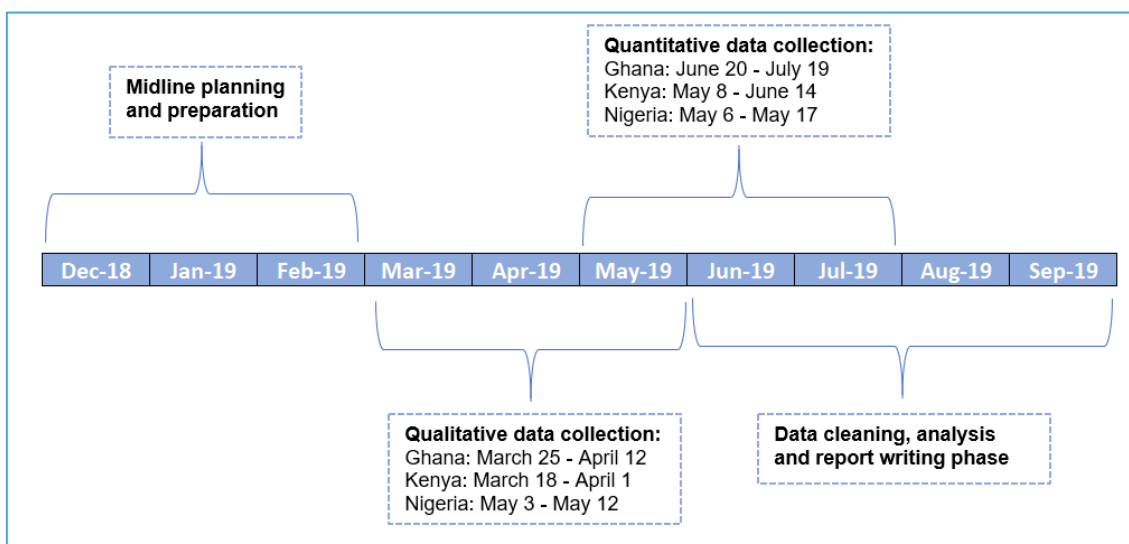 Midline planning
and preparation
Quantitative data collection:
Ghana: June 20 - July 19
Kenya: May 8 - June 14
Nigeria: May 6 - May 17
Dec-18 Jan-19 Feb-19 Mar-19 Apr-19 May-19 Jun-19 Jul-19 Aug-19 Sep-19
Qualitative data collection:
Ghana: March 25 - April 12
Kenya: March 18 - April 1
Nigeria: May 3 - May 12
Data cleaning, analysis
and report writing phase